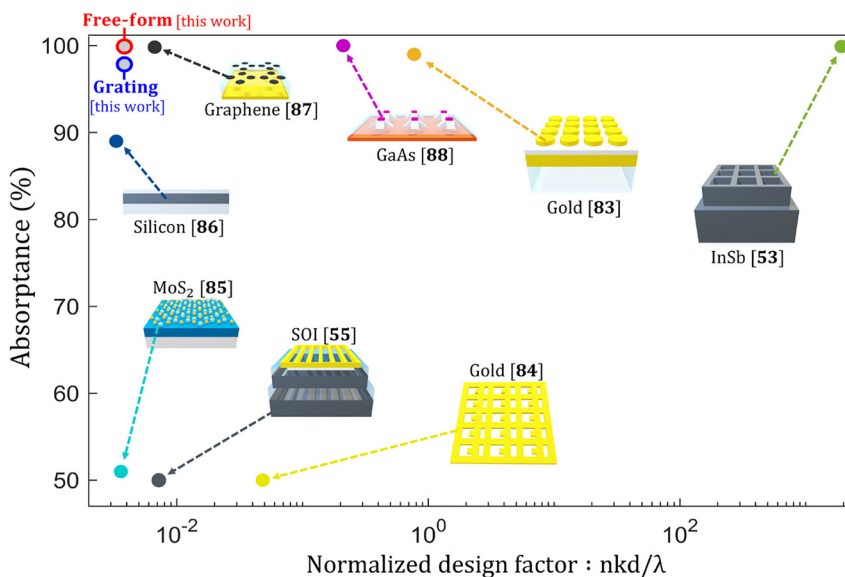 Free-form [this work]
100
Grating
[this work]
Graphene [87]
90
GaAs [88]
Gold [83]
Silicon [86]
80
InSb [53]
Absorptance (%)
MoS₂ [85]
70
SOI [55]
Gold [84]
60
50
10⁻² 10⁰ 10²
Normalized design factor : nkd/λ